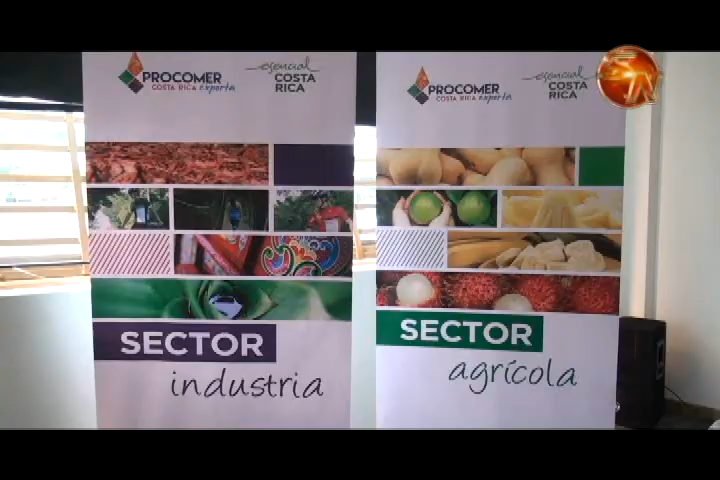 PROCOMER
COSTA RICA exporta
esencial
COSTA
RICA
SECTOR
industria
PROCOMER
COSTA RICA exporta
esencial
COSTA
RICA
SECTOR
agrícola